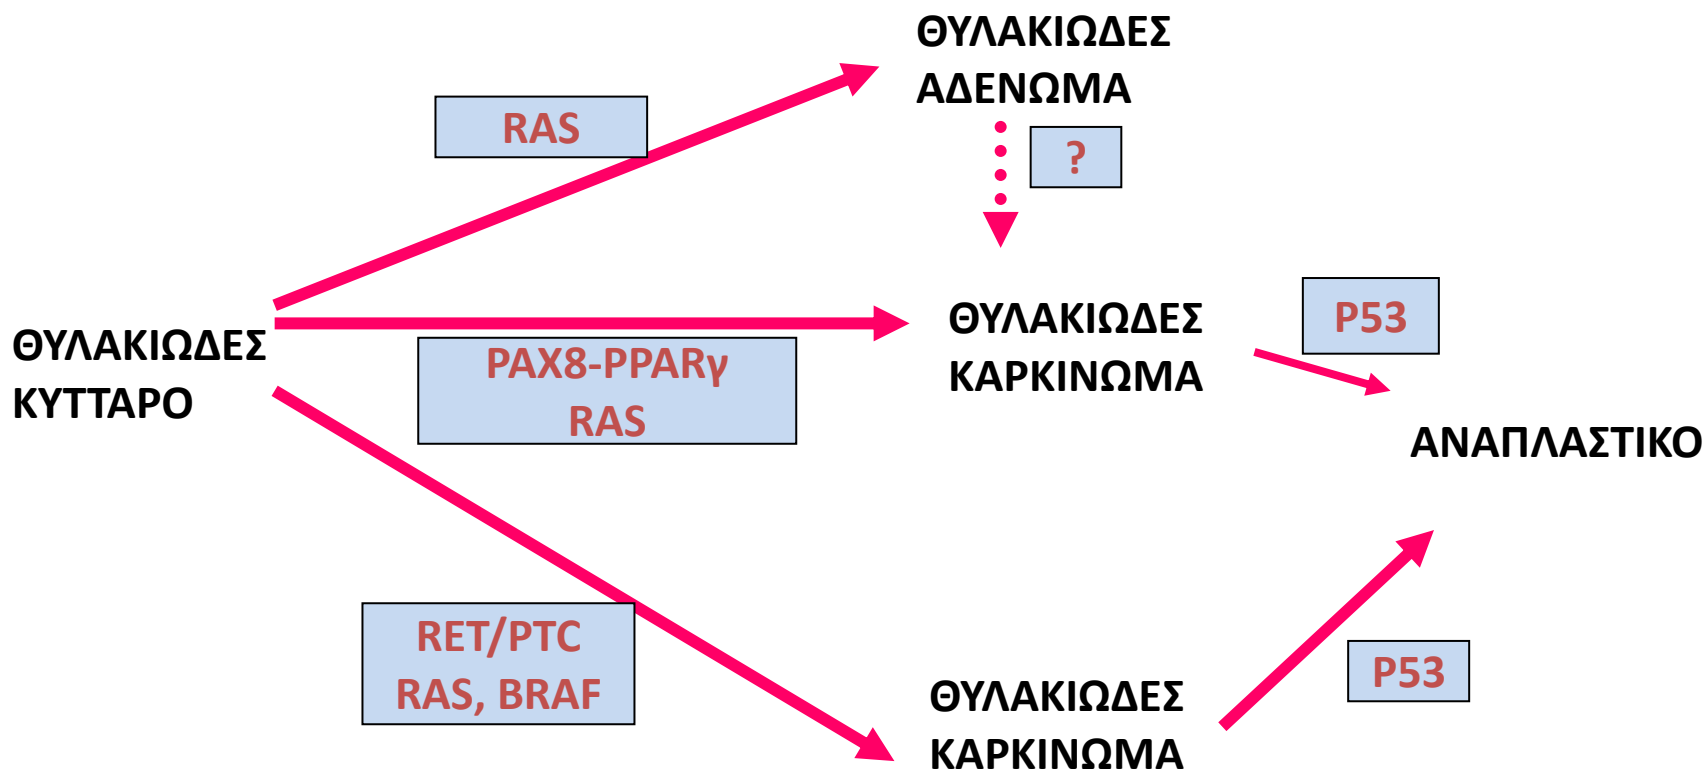 ΘΥΛΑΚΙΩΔΕΣ
ΑΔΕΝΩΜΑ
RAS
?
ΘΥΛΑΚΙΩΔΕΣ
ΚΥΤΤΑΡΟ
PAX8-PPARγ
RAS
ΘΥΛΑΚΙΩΔΕΣ
ΚΑΡΚΙΝΩΜΑ
P53
ΑΝΑΠΛΑΣΤΙΚΟ
RET/PTC
RAS, BRAF
ΘΥΛΑΚΙΩΔΕΣ
ΚΑΡΚΙΝΩΜΑ
P53